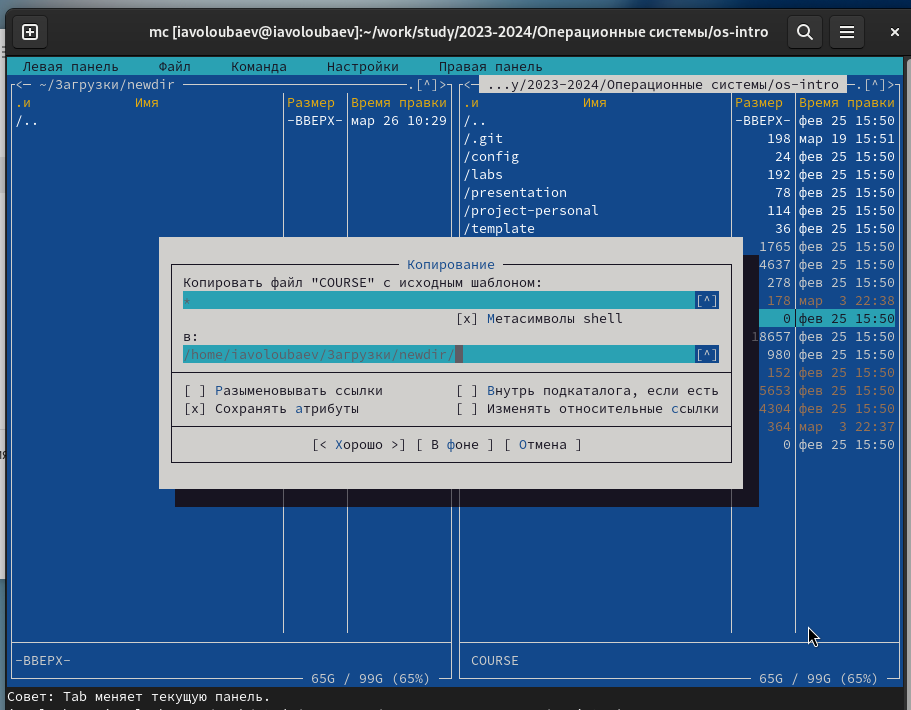 mc [iavoloubaev@iavoloubaev]:~/work/study/2023-2024/Операционные системы/os-intro
Левая панель Файл Команда Настройки Правая панель
<— ~/Загрузки/newdir .[^]>
.и Имя Размер Время правки
/.. -ВВЕРХ- мар 26 10:29
<— ...y/2023-2024/Операционные системы/os-intro —.[^]>
.и Имя Размер Время правки
/.. -ВВЕРХ- фев 25 15:50
/.git 198 мар 19 15:51
/config 24 фев 25 15:50
/labs 192 фев 25 15:50
/presentation 78 фев 25 15:50
/project-personal 114 фев 25 15:50
/template 36 фев 25 15:50
1765 фев 25 15:50
4637 фев 25 15:50
278 фев 25 15:50
178 мар 3 22:38
0 фев 25 15:50
18657 фев 25 15:50
980 фев 25 15:50
152 фев 25 15:50
5653 фев 25 15:50
4304 фев 25 15:50
364 мар 3 22:37
0 фев 25 15:50
Копирование
Копировать файл "COURSE" с исходным шаблоном:
* [^]
[x] Метасимволы shell
в:
/home/iavoloubaev/Загрузки/newdir/ [^]
[ ] Разыменовывать ссылки [ ] Внутрь подкаталога, если есть
[x] Сохранять атрибуты [ ] Изменять относительные ссылки
[< Хорошо >] [ В фоне ] [ Отмена ]
-ВВЕРХ-
65G / 99G (65%)
COURSE
65G / 99G (65%)
Совет: Tab меняет текущую панель.